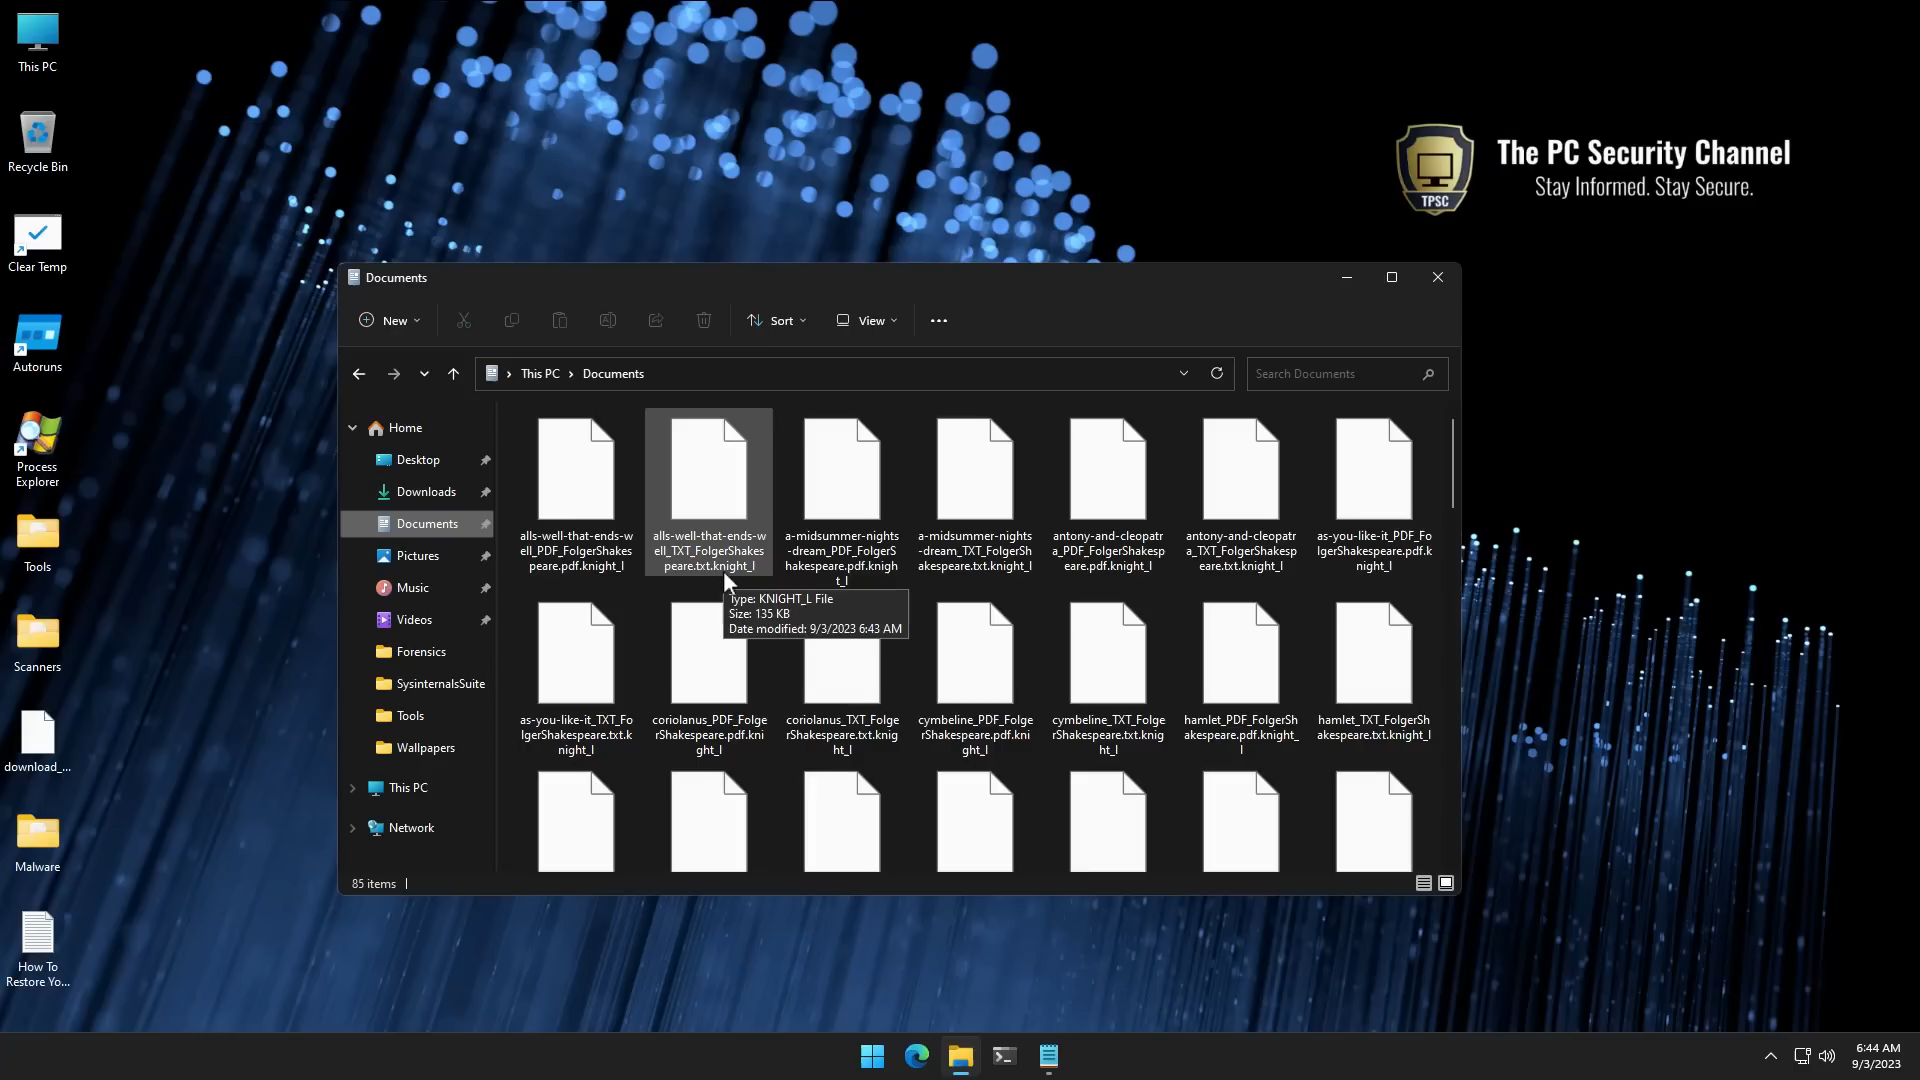 This PC
Recycle Bin
Clear Temp
Autoruns
Process
Explorer
Tools
Scanners
download_...
Malware
How To
Restore Yo...
The PC Security Channel
Stay Informed. Stay Secure.
TPSC
Documents
New
Sort
View
This PC
Documents
Search Documents
Home
Desktop
Downloads
Documents
Pictures
Music
Videos
Forensics
SysinternalsSuite
Tools
Wallpapers
This PC
Network
alls-well-that-ends-w
ell_PDF_FolgerShakes
peare.pdf.knight_l
alls-well-that-ends-w
ell_TXT_FolgerShakes
peare.txt.knight_l
a-midsummer-nights
-dream_PDF_FolgerS
hakespeare.pdf.knigh
t_l
a-midsummer-nights
-dream_TXT_FolgerSh
akespeare.txt.knight_l
antony-and-cleopatr
a_PDF_FolgerShakesp
eare.pdf.knight_l
antony-and-cleopatr
a_TXT_FolgerShakesp
eare.txt.knight_l
as-you-like-it_PDF_Fo
lgerShakespeare.pdf.k
night_l
Type: KNIGHT_L File
Size: 135 KB
Date modified: 9/3/2023 6:43 AM
as-you-like-it_TXT_Fo
lgerShakespeare.txt.k
night_l
coriolanus_PDF_Folge
rShakespeare.pdf.kni
ght_l
coriolanus_TXT_Folge
rShakespeare.txt.knig
ht_l
cymbeline_PDF_Folge
rShakespeare.pdf.kni
ght_l
cymbeline_TXT_Folge
rShakespeare.txt.knig
ht_l
hamlet_PDF_FolgerSh
akespeare.pdf.knight_
l
hamlet_TXT_FolgerSh
akespeare.txt.knight_l
85 items
6:44 AM
9/3/2023